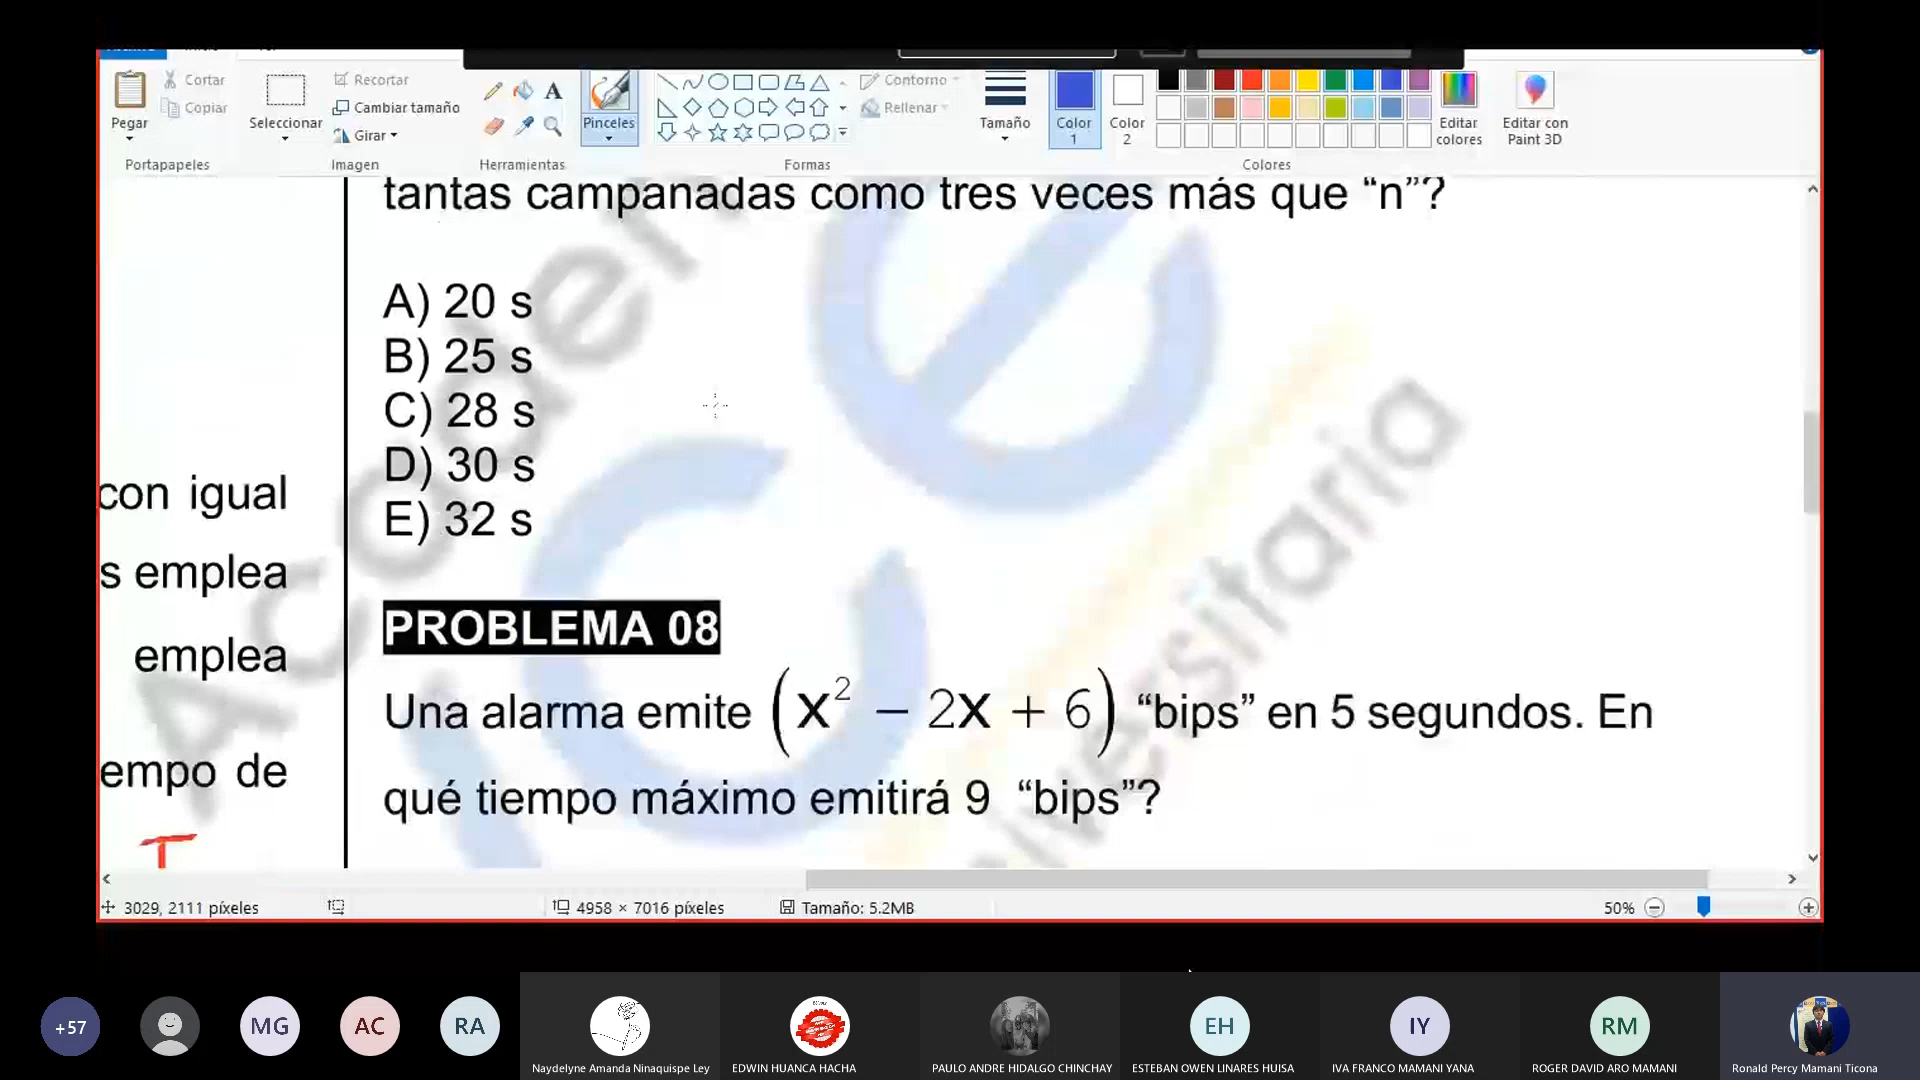 Cortar
Copiar
Pegar
Portapapeles
Seleccionar
Recortar
Cambiar tamaño
Girar
Imagen
A
Herramientas
Pinceles
Formas
Contorno
Rellenar
Tamaño
Color
1
Color
2
Colores
Editar
colores
Editar con
Paint 3D
tantas campanadas como tres veces más que “n”?
A) 20 s
B) 25 s
C) 28 s
D) 30 s
E) 32 s
con igual
s emplea
emplea
empo de
T
PROBLEMA 08
Una alarma emite (x² − 2x + 6) “bips” en 5 segundos. En
qué tiempo máximo emitirá 9 “bips”?
3029, 2111 píxeles
4958 × 7016 píxeles
Tamaño: 5.2MB
50%
+57
MG
AC
RA
EH
IY
RM
Naydelyne Amanda Ninaquispe Ley
EDWIN HUANCA HACHA
PAULO ANDRE HIDALGO CHINCHAY
ESTEBAN OWEN LINARES HUISA
IVA FRANCO MAMANI YANA
ROGER DAVID ARO MAMANI
Ronald Percy Mamani Ticona